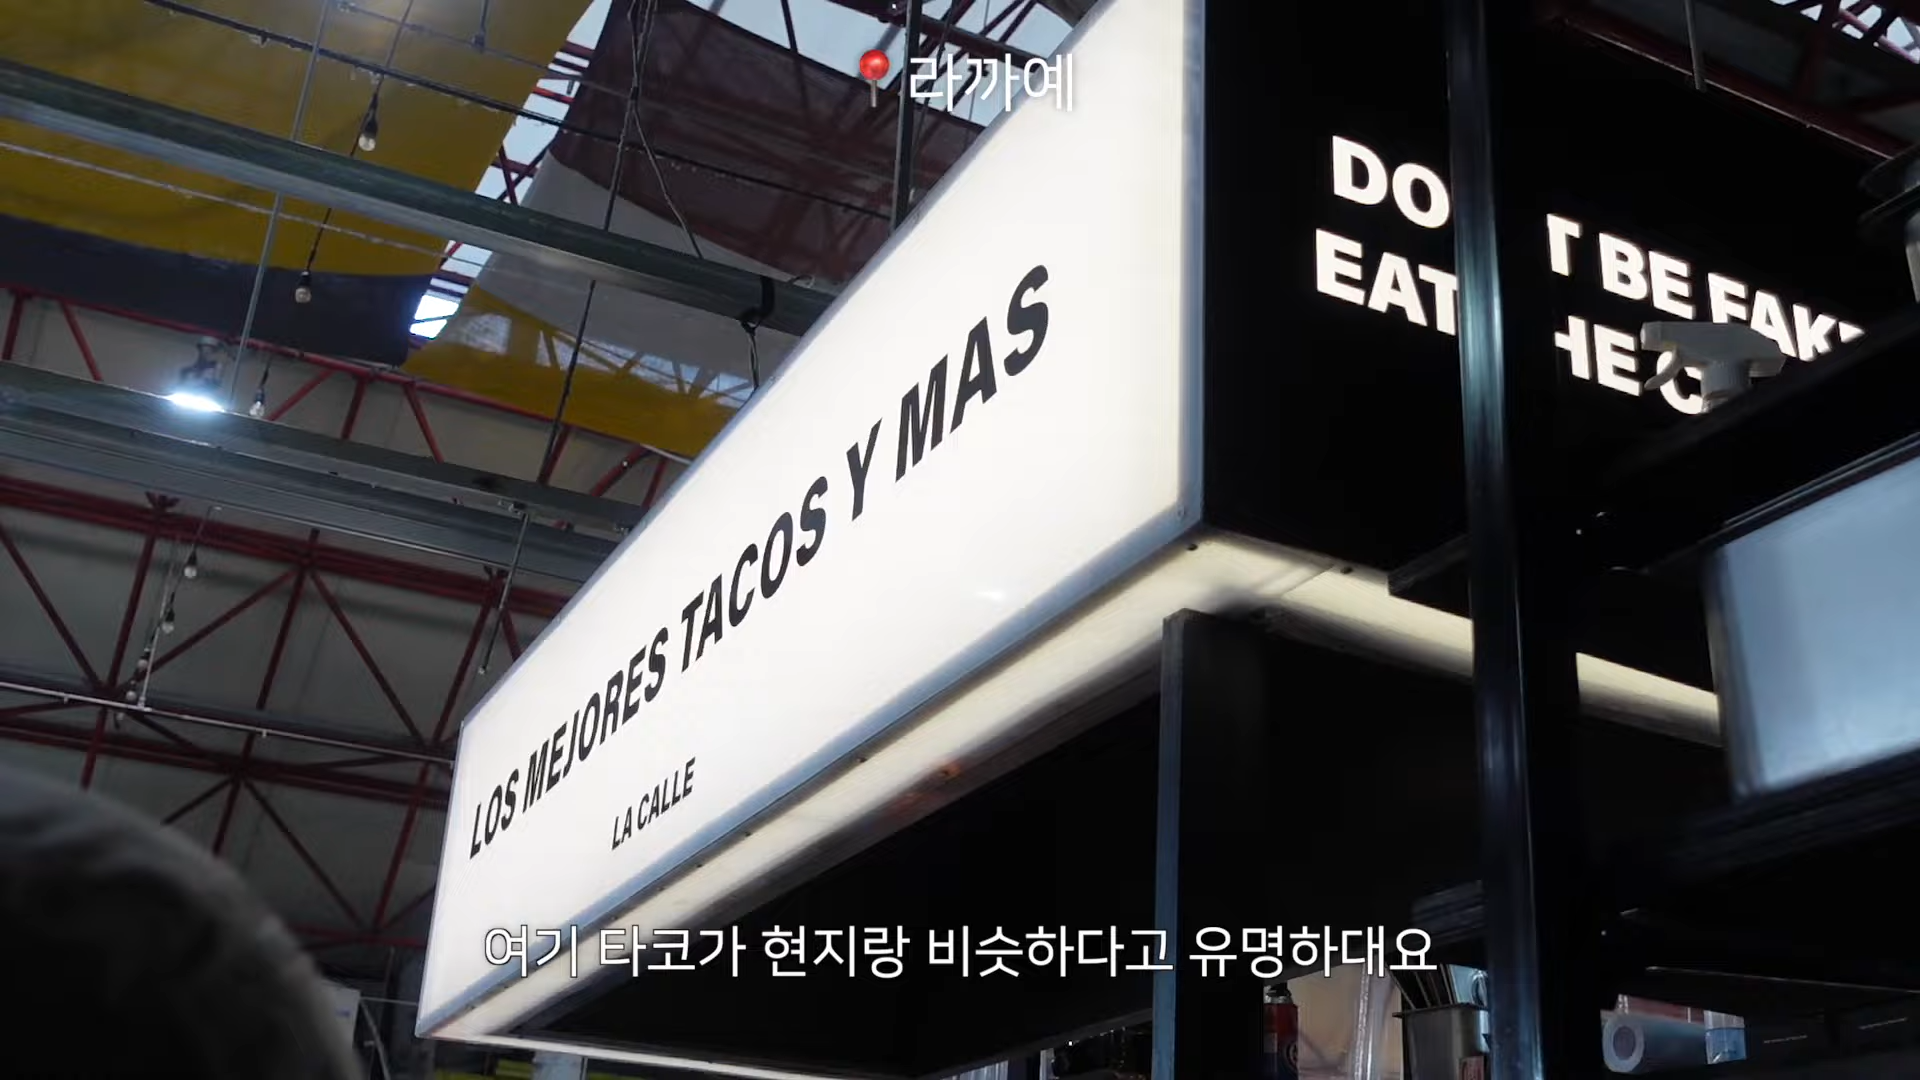 라까예
DO T BE FAK
EAT HE C
LOS MEJORES TACOS Y MAS
LA CALLE
여기 타코가 현지랑 비슷하다고 유명하대요